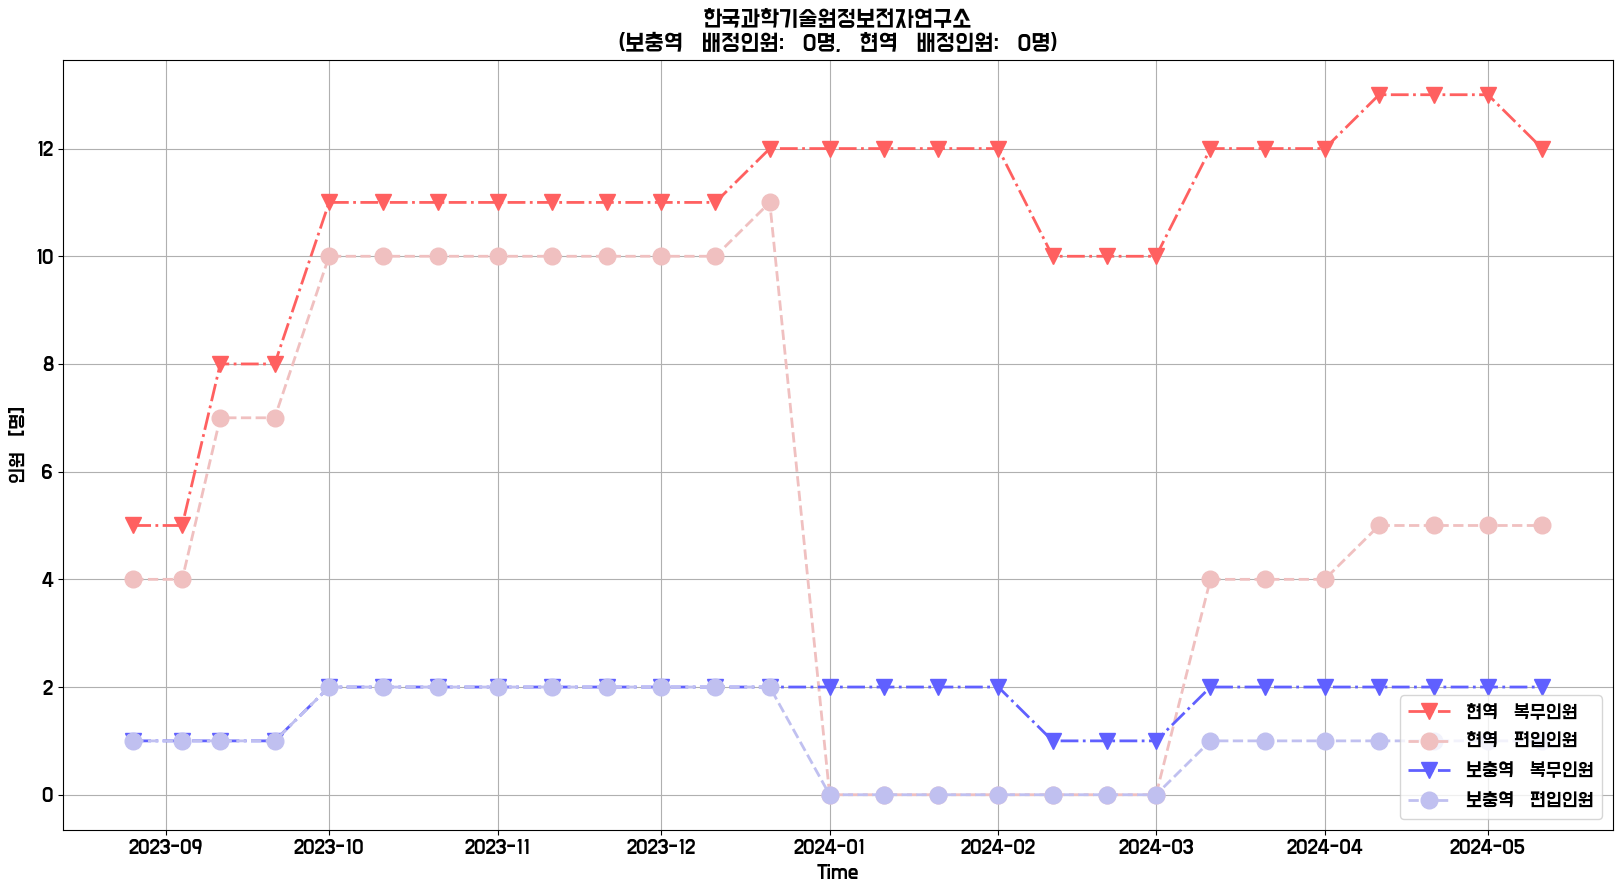 한국과학기술원정보전자연구소
(보충역 배정인원: 0명, 현역 배정인원: 0명)
인원 [명]
12
10
8
6
4
2
0
현역 복무인원
현역 편입인원
보충역 복무인원
보충역 편입인원
2023-09 2023-10 2023-11 2023-12 2024-01 2024-02 2024-03 2024-04 2024-05
Time